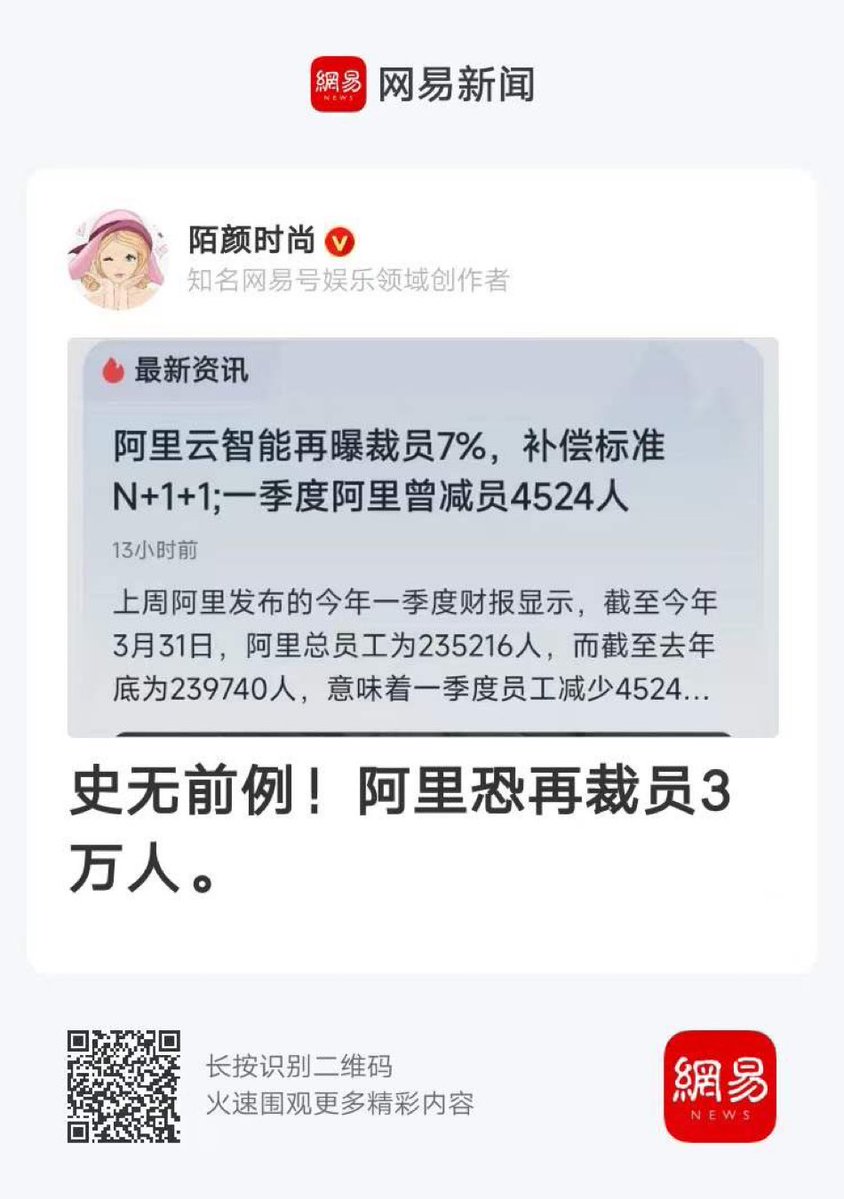 網易
NEWS
网易新闻
陌颜时尚
V
知名网易号娱乐领域创作者
最新资讯
阿里云智能再曝裁员7%，补偿标准
N+1+1;一季度阿里曾减员4524人
13小时前
上周阿里发布的今年一季度财报显示，截至今年
3月31日，阿里总员工为235216人，而截至去年
底为239740人，意味着一季度员工减少4524...
史无前例！阿里恐再裁员3
万人。
长按识别二维码
火速围观更多精彩内容
網易
NEWS